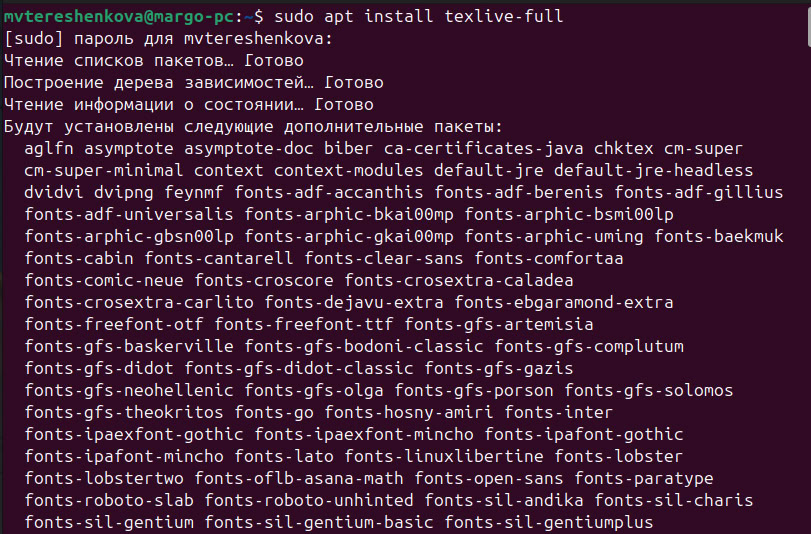 mvtereshenkova@margo-pc:~$ sudo apt install texlive-full
[sudo] пароль для mvtereshenkova:
Чтение списков пакетов… Готово
Построение дерева зависимостей… Готово
Чтение информации о состоянии… Готово
Будут установлены следующие дополнительные пакеты:
aglfn asymptote asymptote-doc biber ca-certificates-java chktex cm-super
cm-super-minimal context context-modules default-jre default-jre-headless
dvidvi dvipng feynmf fonts-adf-accanthis fonts-adf-berenis fonts-adf-gillius
fonts-adf-universalis fonts-arphic-bkai00mp fonts-arphic-bsmi00lp
fonts-arphic-gbsn00lp fonts-arphic-gkai00mp fonts-arphic-uming fonts-baekmuk
fonts-cabin fonts-cantarell fonts-clear-sans fonts-comfortaa
fonts-comic-neue fonts-croscore fonts-crosextra-caladea
fonts-crosextra-carlito fonts-dejavu-extra fonts-ebgaramond-extra
fonts-freefont-otf fonts-freefont-ttf fonts-gfs-artemisia
fonts-gfs-baskerville fonts-gfs-bodoni-classic fonts-gfs-complutum
fonts-gfs-didot fonts-gfs-didot-classic fonts-gfs-gazis
fonts-gfs-neohellenic fonts-gfs-olga fonts-gfs-porson fonts-gfs-solomos
fonts-gfs-theokritos fonts-go fonts-hosny-amiri fonts-inter
fonts-ipaexfont-gothic fonts-ipaexfont-mincho fonts-ipafont-gothic
fonts-ipafont-mincho fonts-lato fonts-linuxlibertine fonts-lobster
fonts-lobstertwo fonts-oflb-asana-math fonts-open-sans fonts-paratype
fonts-roboto-slab fonts-roboto-unhinted fonts-sil-andika fonts-sil-charis
fonts-sil-gentium fonts-sil-gentium-basic fonts-sil-gentiumplus